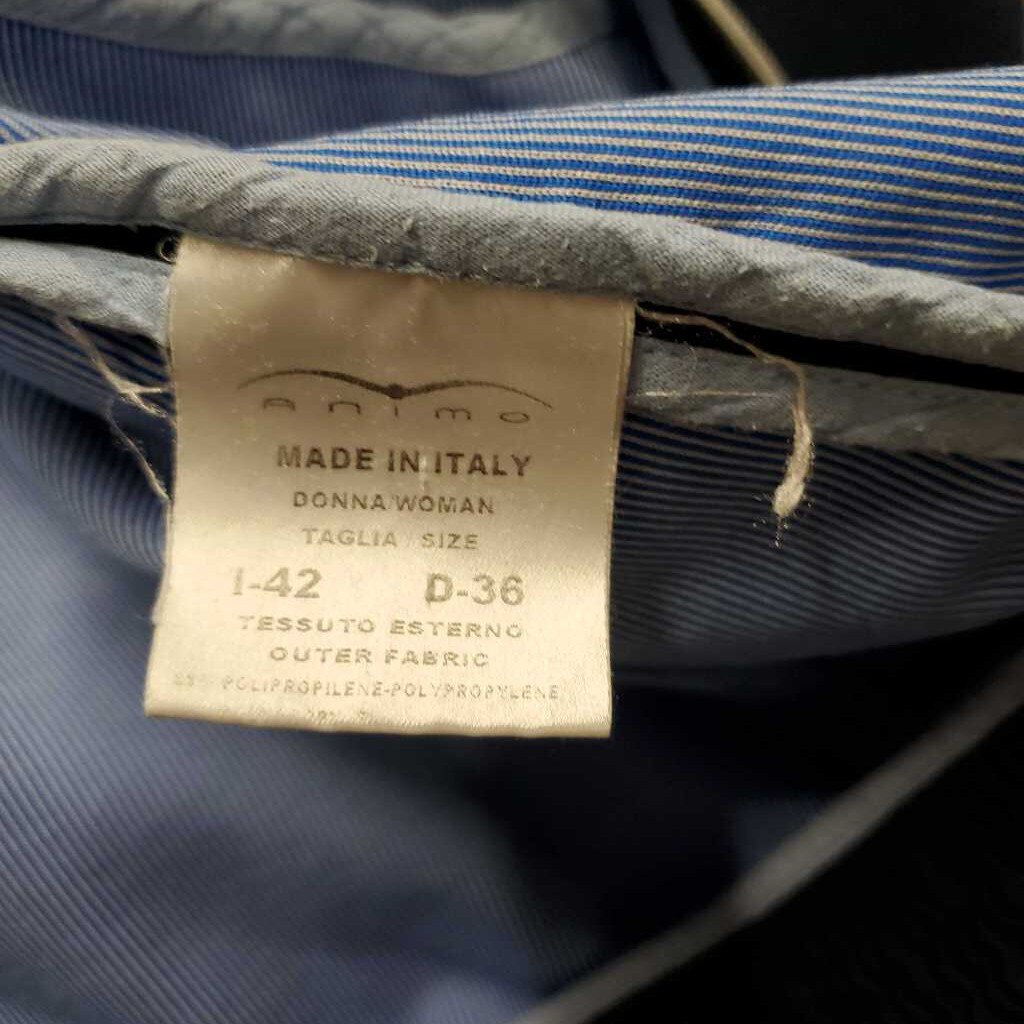 Animo
MADE IN ITALY
DONNA/WOMAN
TAGLIA / SIZE
I-42 D-36
TESSUTO ESTERNO
OUTER FABRIC
POLIPROPILENE-POLYPROPYLENE